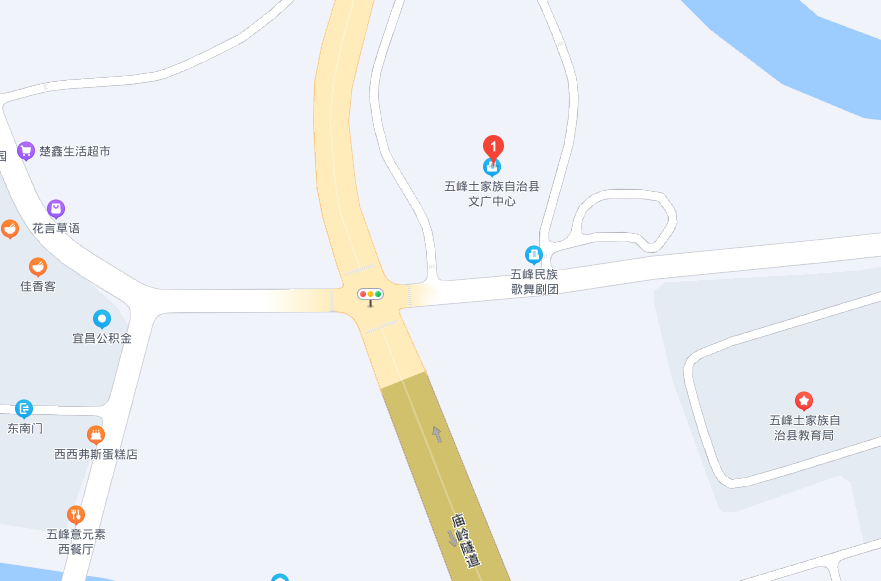 1
五峰土家族自治县
文广中心
园
楚鑫生活超市
花言草语
佳香客
五峰民族
歌舞剧团
宜昌公积金
东南门
西西弗斯蛋糕店
五峰土家族自
治县教育局
五峰意元素
西餐厅
庙岭隧道